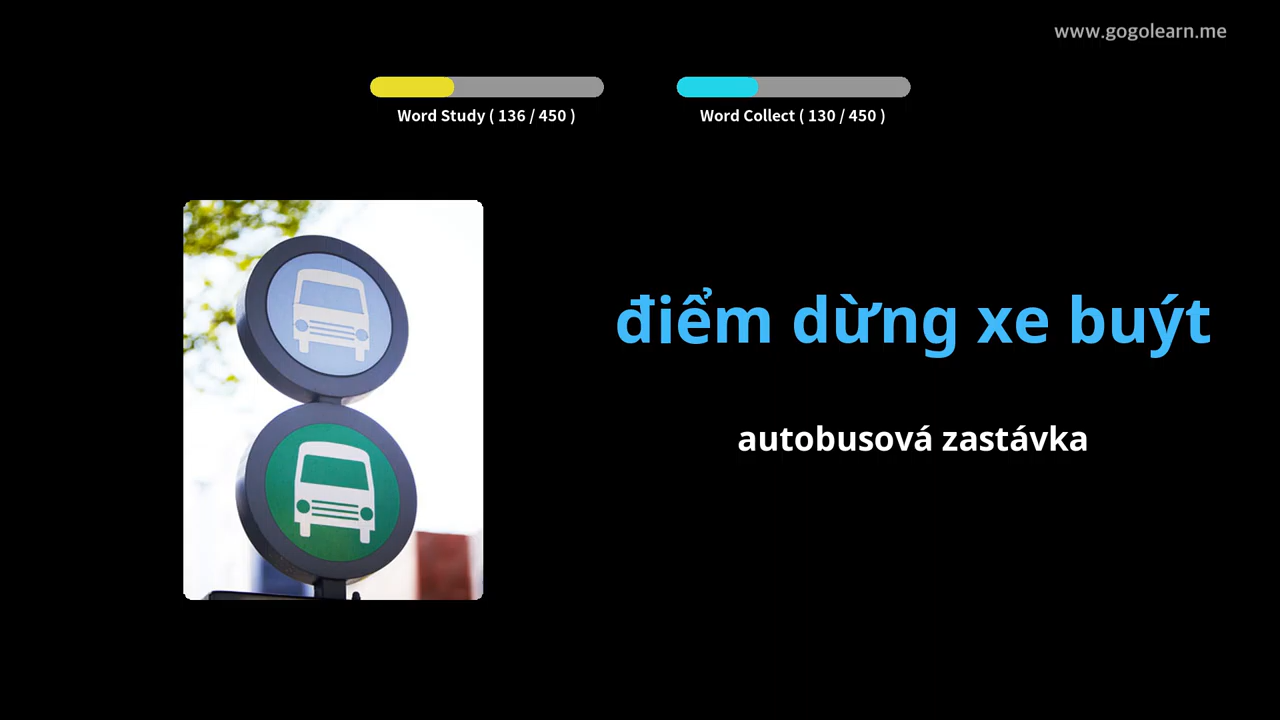 www.gogolearn.me
Word Study ( 136 / 450 )
Word Collect ( 130 / 450 )
điểm dừng xe buýt
autobusová zastávka